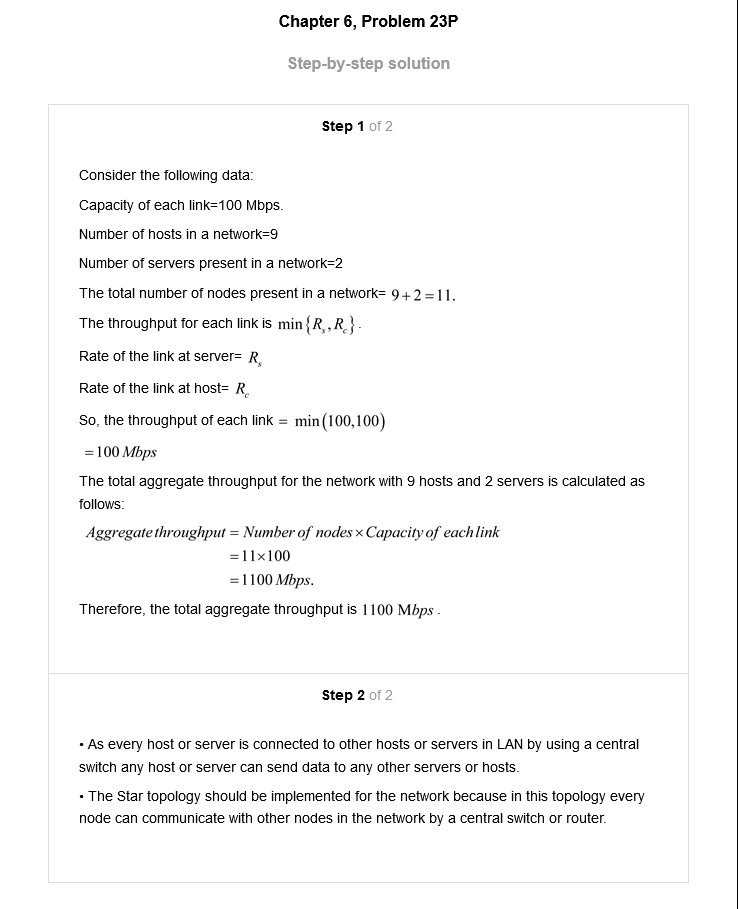 Chapter 6, Problem 23P
Step-by-step solution
Step 1 of 2
Consider the following data:
Capacity of each link=100 Mbps.
Number of hosts in a network=9
Number of servers present in a network=2
The total number of nodes present in a network= 9+2=11.
The throughput for each link is min{Rₛ, R꜀}.
Rate of the link at server= Rₛ
Rate of the link at host= R꜀
So, the throughput of each link = min(100,100)
=100 Mbps
The total aggregate throughput for the network with 9 hosts and 2 servers is calculated as
follows:
Aggregate throughput = Number of nodes×Capacity of each link
=11×100
=1100 Mbps.
Therefore, the total aggregate throughput is 1100 Mbps .
Step 2 of 2
• As every host or server is connected to other hosts or servers in LAN by using a central
switch any host or server can send data to any other servers or hosts.
• The Star topology should be implemented for the network because in this topology every
node can communicate with other nodes in the network by a central switch or router.